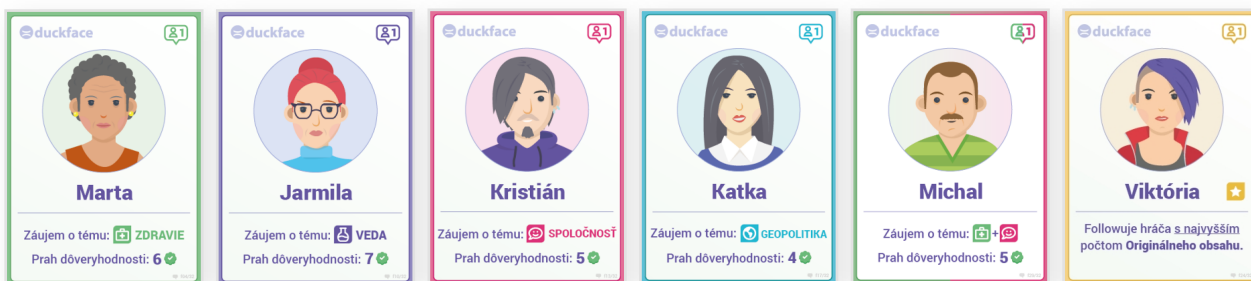 duckface 1
Marta
Záujem o tému: ZDRAVIE
Prah dôveryhodnosti: 6
duckface 1
Jarmila
Záujem o tému: VEDA
Prah dôveryhodnosti: 7
duckface 1
Kristián
Záujem o tému: SPOLOČNOSŤ
Prah dôveryhodnosti: 5
duckface 1
Katka
Záujem o tému: GEOPOLITIKA
Prah dôveryhodnosti: 4
duckface 1
Michal
Záujem o tému: +
Prah dôveryhodnosti: 5
duckface 1
Viktória
Followuje hráča s najvyšším
počtom Originálneho obsahu.